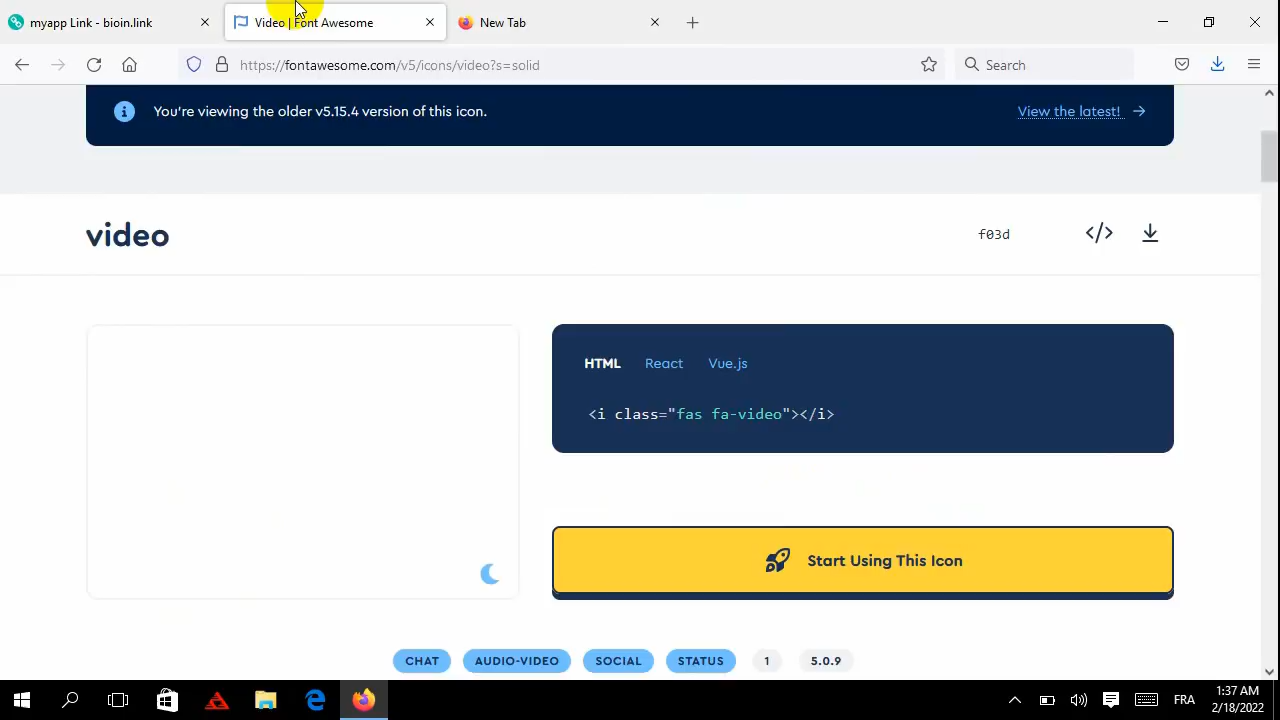 myapp Link - bioin.link
Video | Font Awesome
New Tab
https://fontawesome.com/v5/icons/video?s=solid
Search
You're viewing the older v5.15.4 version of this icon.
View the latest!
video
f03d
HTML React Vue.js
<i class="fas fa-video"></i>
Start Using This Icon
CHAT AUDIO-VIDEO SOCIAL STATUS 1 5.0.9
FRA
1:37 AM
2/18/2022